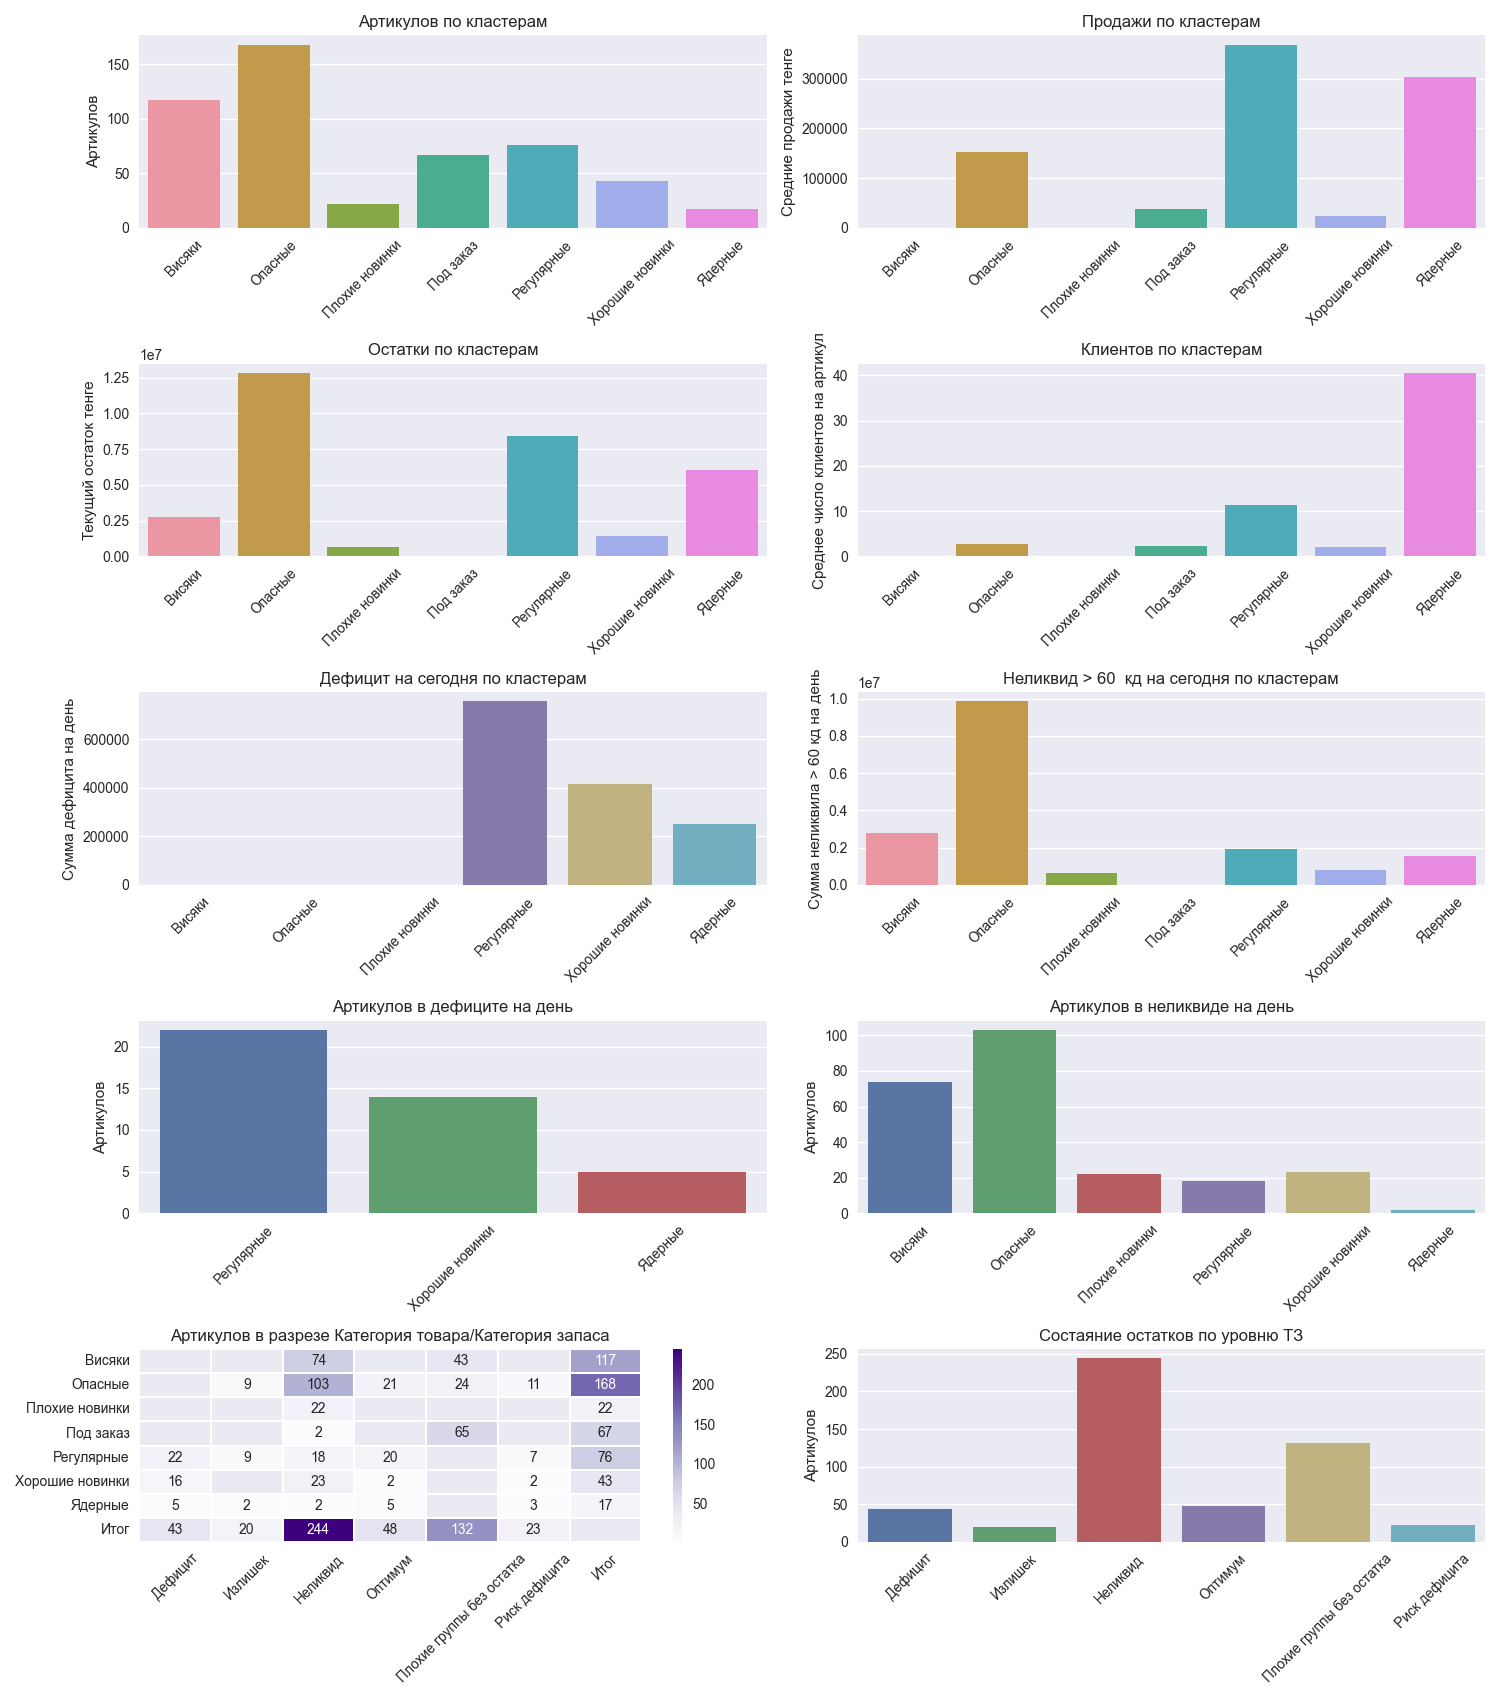 Артикулов по кластерам
Артикулов
150
100
50
0
Висяки
Опасные
Плохие новинки
Под заказ
Регулярные
Хорошие новинки
Ядерные
Продажи по кластерам
Средние продажи тенге
300000
200000
100000
0
Висяки
Опасные
Плохие новинки
Под заказ
Регулярные
Хорошие новинки
Ядерные
Остатки по кластерам
1e7
Текущий остаток тенге
1.25
1.00
0.75
0.50
0.25
0.00
Висяки
Опасные
Плохие новинки
Под заказ
Регулярные
Хорошие новинки
Ядерные
Клиентов по кластерам
Среднее число клиентов на артикул
40
30
20
10
0
Висяки
Опасные
Плохие новинки
Под заказ
Регулярные
Хорошие новинки
Ядерные
Дефицит на сегодня по кластерам
Сумма дефицита на день
600000
400000
200000
0
Висяки
Опасные
Плохие новинки
Регулярные
Хорошие новинки
Ядерные
Неликвид > 60 кд на сегодня по кластерам
1e7
Сумма неликвила > 60 кд на день
1.0
0.8
0.6
0.4
0.2
0.0
Висяки
Опасные
Плохие новинки
Под заказ
Регулярные
Хорошие новинки
Ядерные
Артикулов в дефиците на день
Артикулов
20
15
10
5
0
Регулярные
Хорошие новинки
Ядерные
Артикулов в неликвиде на день
Артикулов
100
80
60
40
20
0
Висяки
Опасные
Плохие новинки
Регулярные
Хорошие новинки
Ядерные
Артикулов в разрезе Категория товара/Категория запаса
Висяки 74 43 117
Опасные 9 103 21 24 11 168
Плохие новинки 22 22
Под заказ 2 65 67
Регулярные 22 9 18 20 7 76
Хорошие новинки 16 23 2 2 43
Ядерные 5 2 2 5 3 17
Итог 43 20 244 48 132 23
Дефицит
Излишек
Неликвид
Оптимум
Плохие группы без остатка
Риск дефицита
Итог
200
150
100
50
Состаяние остатков по уровню ТЗ
Артикулов
250
200
150
100
50
0
Дефицит
Излишек
Неликвид
Оптимум
Плохие группы без остатка
Риск дефицита